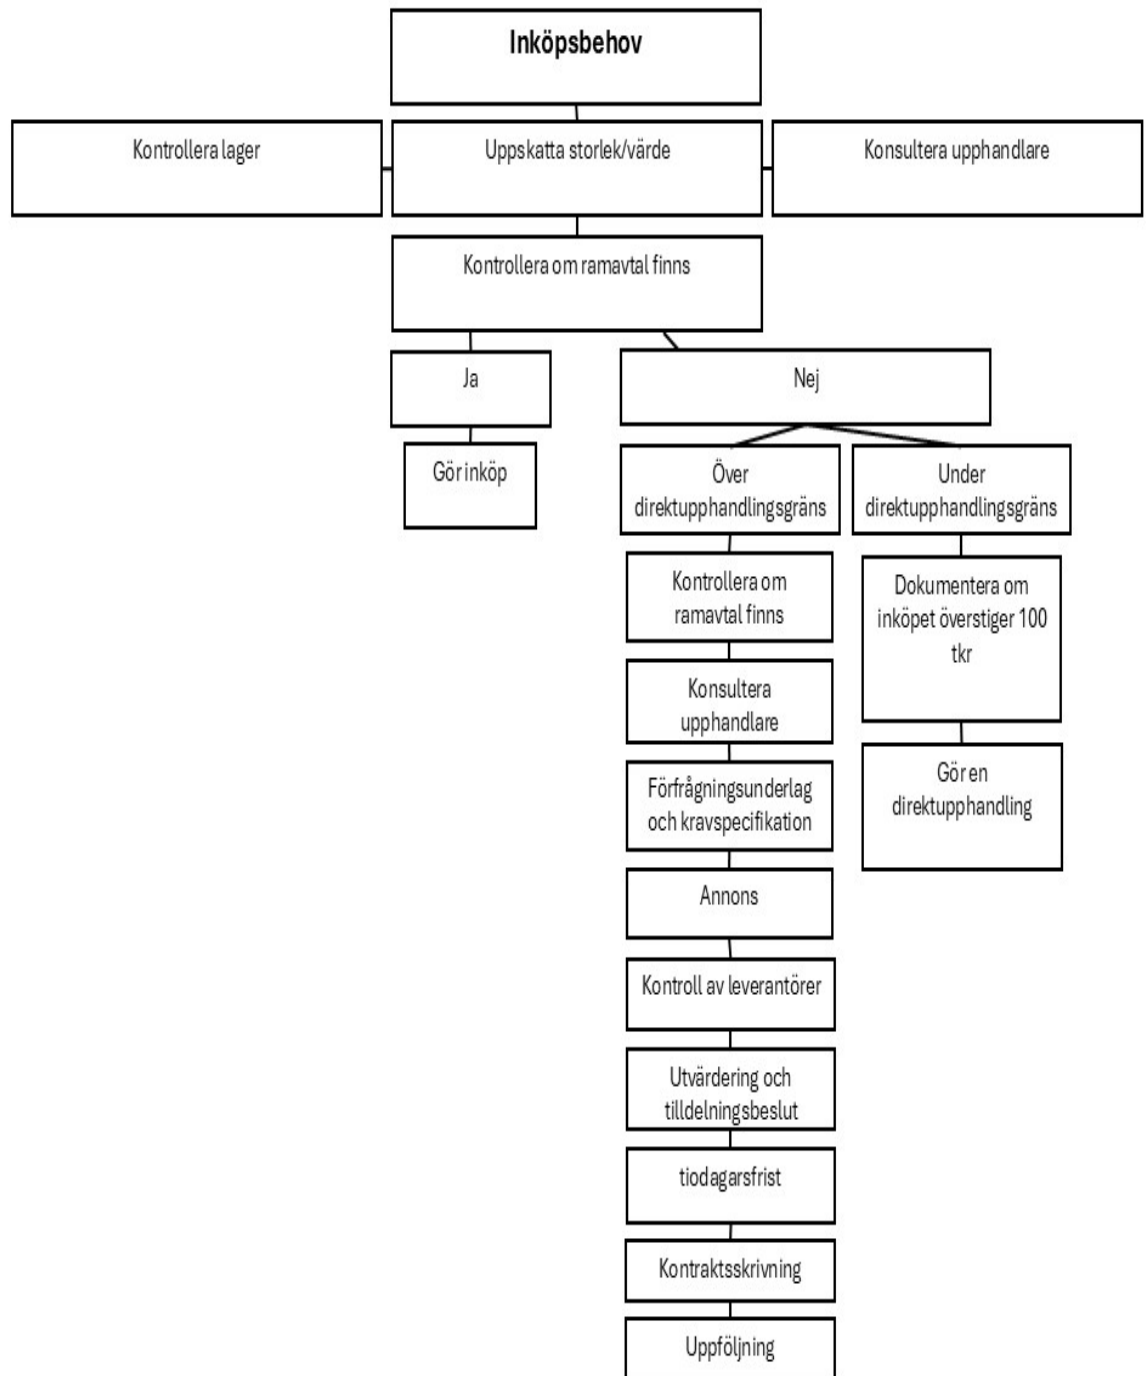 Inköpsbehov
Kontrollera lager
Uppskatta storlek/värde
Konsultera upphandlare
Kontrollera om ramavtal finns
Ja
Nej
Gör inköp
Över
direktupphandlingsgräns
Under
direktupphandlingsgräns
Kontrollera om
ramavtal finns
Dokumentera om
inköpet överstiger 100
tkr
Konsultera
upphandlare
Gör en
direktupphandling
Förfrågningsunderlag
och kravspecifikation
Annons
Kontroll av leverantörer
Utvärdering och
tilldelningsbeslut
tiodagarsfrist
Kontraktsskrivning
Uppföljning